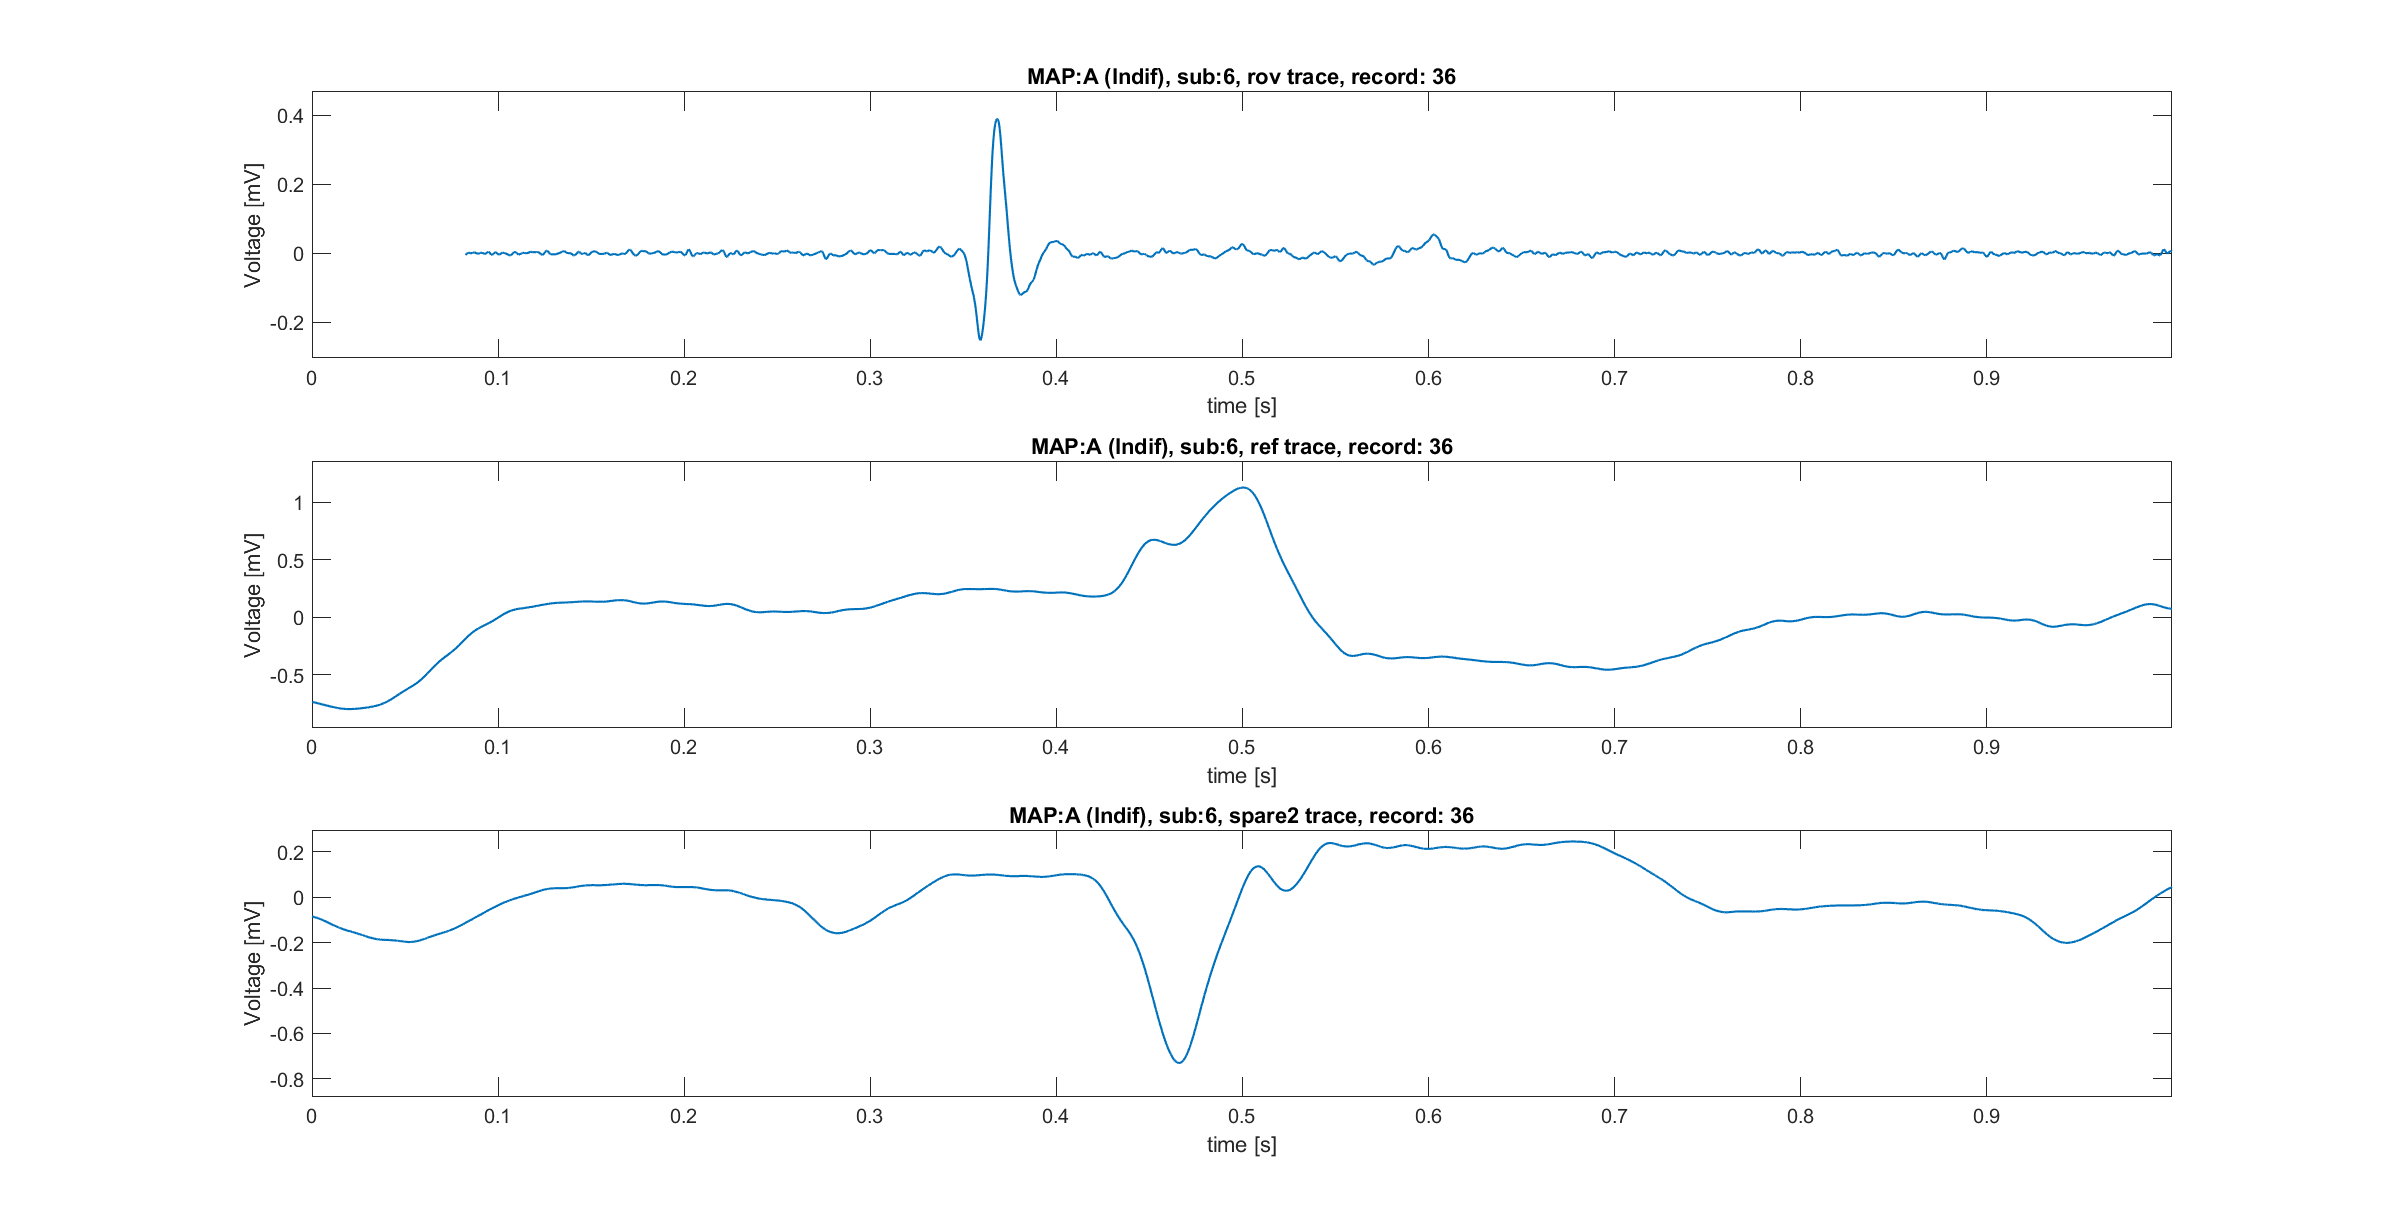 MAP:A (Indif), sub:6, rov trace, record: 36
Voltage [mV]
0.4
0.2
0
-0.2
0 0.1 0.2 0.3 0.4 0.5 0.6 0.7 0.8 0.9
time [s]
MAP:A (Indif), sub:6, ref trace, record: 36
Voltage [mV]
1
0.5
0
-0.5
0 0.1 0.2 0.3 0.4 0.5 0.6 0.7 0.8 0.9
time [s]
MAP:A (Indif), sub:6, spare2 trace, record: 36
Voltage [mV]
0.2
0
-0.2
-0.4
-0.6
-0.8
0 0.1 0.2 0.3 0.4 0.5 0.6 0.7 0.8 0.9
time [s]